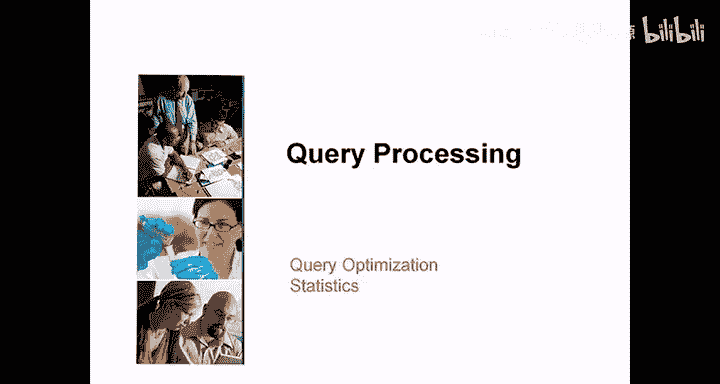 bilibili
Query Processing
Query Optimization
Statistics